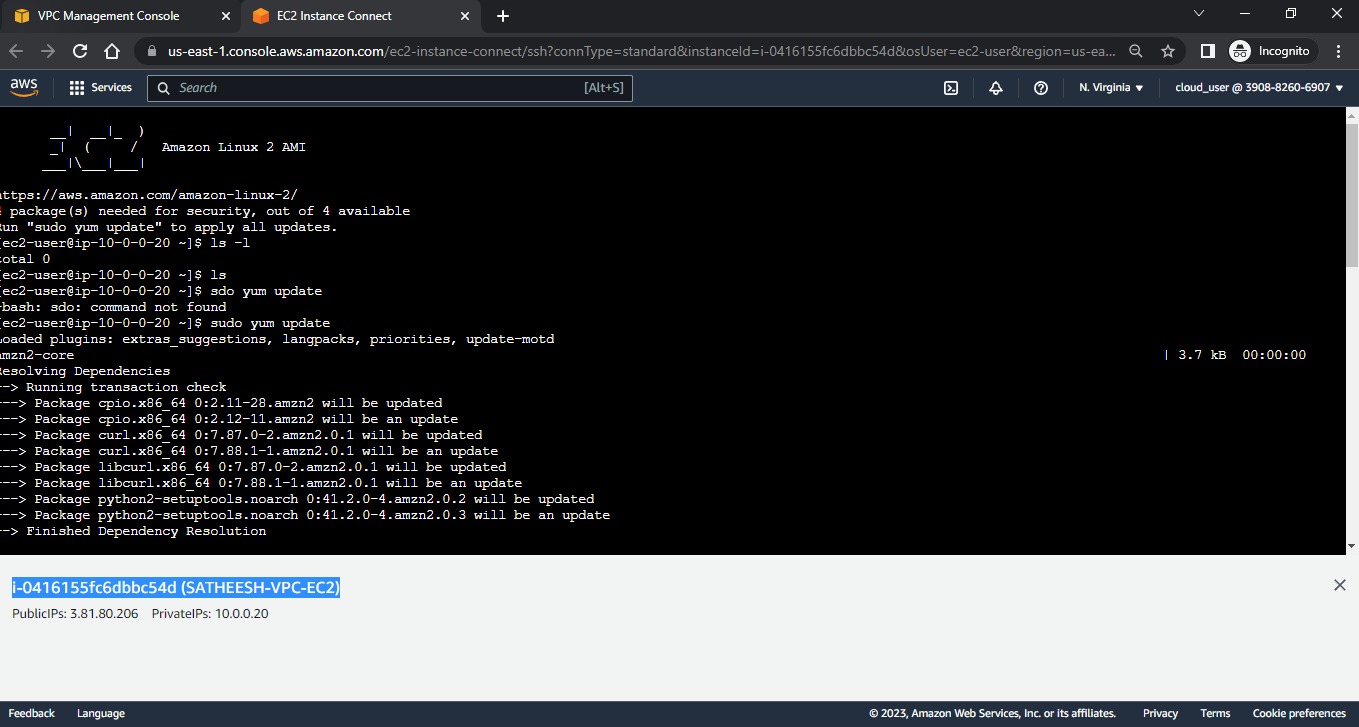 VPC Management Console
EC2 Instance Connect
us-east-1.console.aws.amazon.com/ec2-instance-connect/ssh?connType=standard&instanceId=i-0416155fc6dbbc54d&osUser=ec2-user&region=us-ea...
Incognito
aws
Services
Search
[Alt+S]
N. Virginia
cloud_user @ 3908-8260-6907
__|  __|_  )
_|  (     /   Amazon Linux 2 AMI
___|\___|___|
ttps://aws.amazon.com/amazon-linux-2/
package(s) needed for security, out of 4 available
Run "sudo yum update" to apply all updates.
[ec2-user@ip-10-0-0-20 ~]$ ls -l
total 0
[ec2-user@ip-10-0-0-20 ~]$ ls
[ec2-user@ip-10-0-0-20 ~]$ sdo yum update
-bash: sdo: command not found
[ec2-user@ip-10-0-0-20 ~]$ sudo yum update
Loaded plugins: extras_suggestions, langpacks, priorities, update-motd
amzn2-core | 3.7 kB 00:00:00
Resolving Dependencies
--> Running transaction check
---> Package cpio.x86_64 0:2.11-28.amzn2 will be updated
---> Package cpio.x86_64 0:2.12-11.amzn2 will be an update
---> Package curl.x86_64 0:7.87.0-2.amzn2.0.1 will be updated
---> Package curl.x86_64 0:7.88.1-1.amzn2.0.1 will be an update
---> Package libcurl.x86_64 0:7.87.0-2.amzn2.0.1 will be updated
---> Package libcurl.x86_64 0:7.88.1-1.amzn2.0.1 will be an update
---> Package python2-setuptools.noarch 0:41.2.0-4.amzn2.0.2 will be updated
---> Package python2-setuptools.noarch 0:41.2.0-4.amzn2.0.3 will be an update
--> Finished Dependency Resolution
i-0416155fc6dbbc54d (SATHEESH-VPC-EC2)
PublicIPs: 3.81.80.206 PrivateIPs: 10.0.0.20
Feedback
Language
© 2023, Amazon Web Services, Inc. or its affiliates.
Privacy
Terms
Cookie preferences